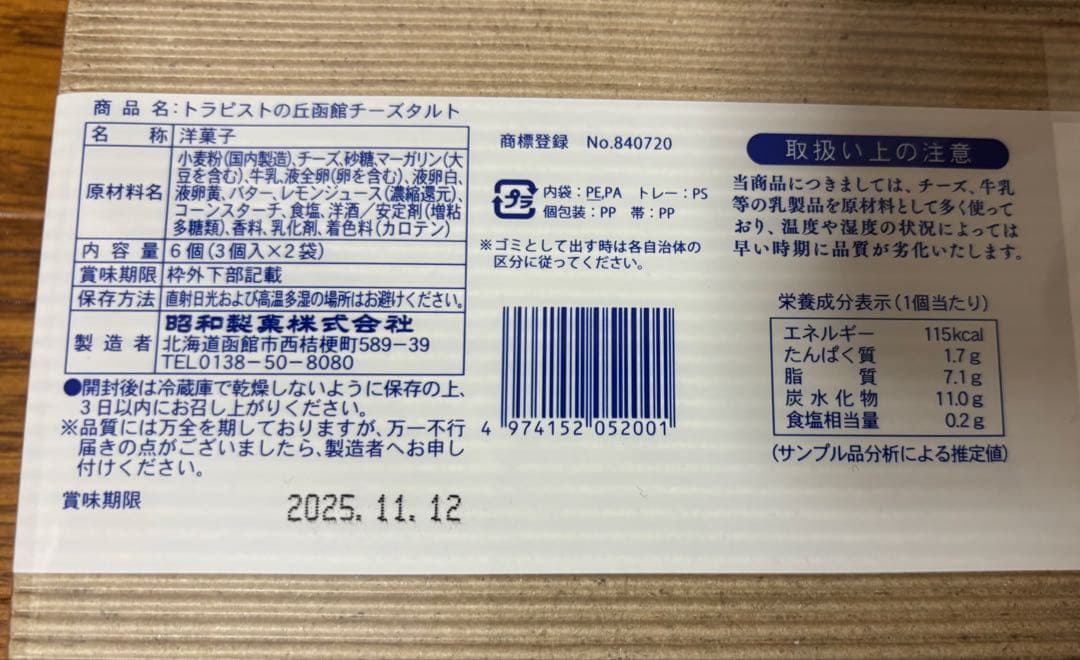 商品名:トラピストの丘函館チーズタルト
名称 洋菓子
原材料名 小麦粉(国内製造)、チーズ、砂糖、マーガリン(大
豆を含む)、牛乳、液全卵(卵を含む)、液卵白、
液卵黄、バター、レモンジュース(濃縮還元)、
コーンスターチ、食塩、洋酒/安定剤(増粘
多糖類)、香料、乳化剤、着色料(カロテン)
内容量 6個(3個入×2袋)
賞味期限 枠外下部記載
保存方法 直射日光および高温多湿の場所はお避けください。
製造者 昭和製菓株式会社
北海道函館市西桔梗町589-39
TEL0138-50-8080
●開封後は冷蔵庫で乾燥しないように保存の上、
3日以内にお召し上がりください。
※品質には万全を期しておりますが、万一不行
届きの点がございましたら、製造者へお申し
付けください。
賞味期限 2025.11.12
商標登録 No.840720
プラ
内袋:PE,PA トレー:PS
個包装:PP 帯:PP
※ゴミとして出す時は各自治体の
区分に従ってください。
4 974152 052001
取扱い上の注意
当商品につきましては、チーズ、牛乳
等の乳製品を原材料として多く使って
おり、温度や湿度の状況によっては
早い時期に品質が劣化いたします。
栄養成分表示(1個当たり)
エネルギー 115kcal
たんぱく質 1.7g
脂質 7.1g
炭水化物 11.0g
食塩相当量 0.2g
(サンプル品分析による推定値)